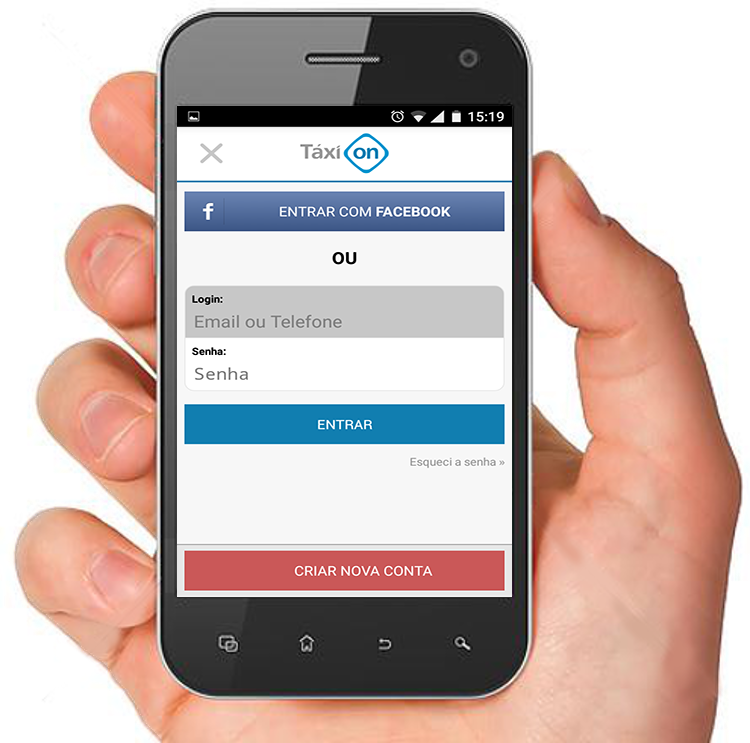 15:19
Táxi on
f ENTRAR COM FACEBOOK
OU
Login:
Email ou Telefone
Senha:
Senha
ENTRAR
Esqueci a senha »
CRIAR NOVA CONTA